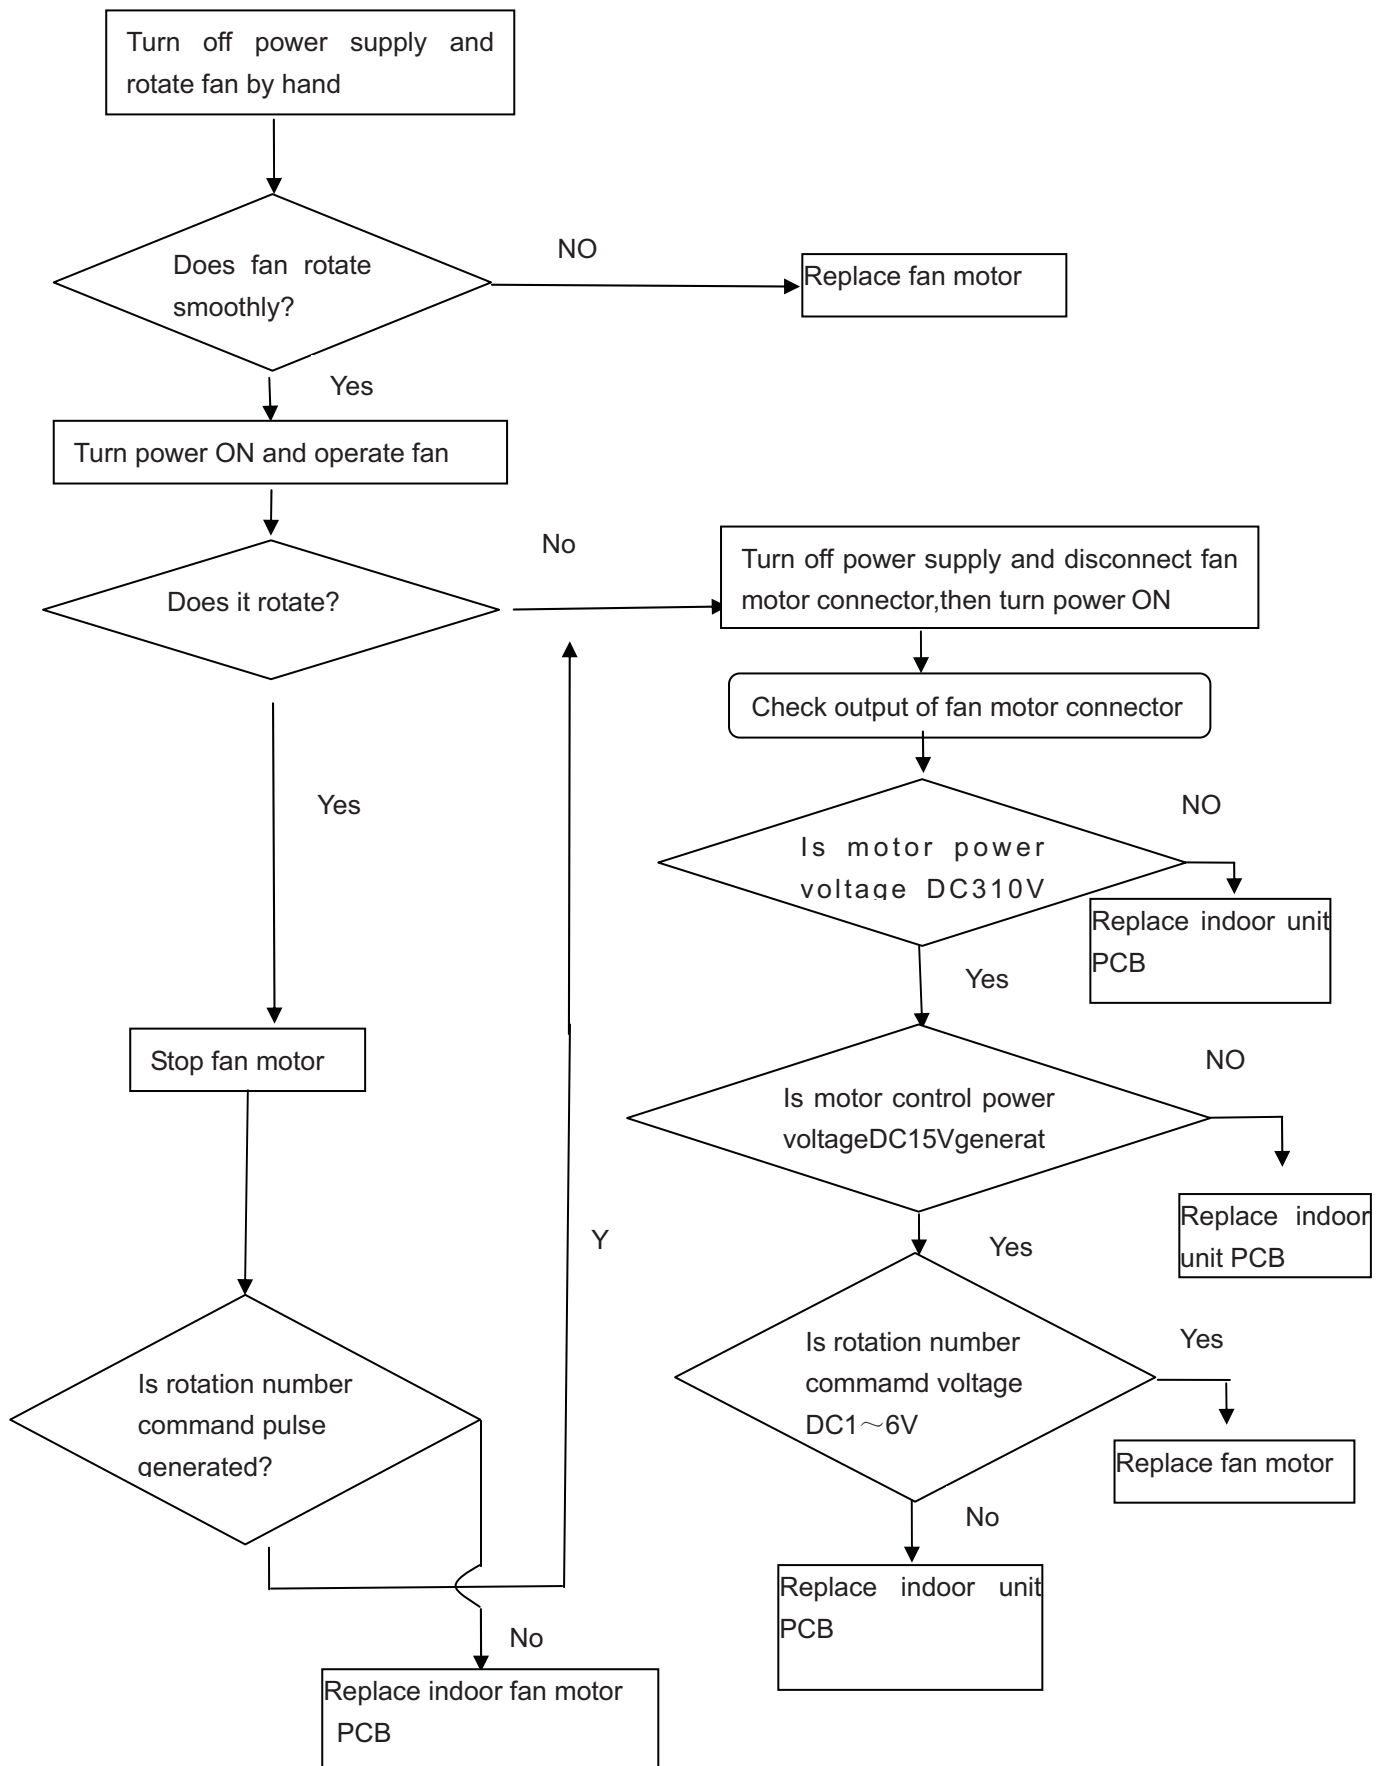 Turn off power supply and
rotate fan by hand
Does fan rotate
smoothly?
NO
Replace fan motor
Yes
Turn power ON and operate fan
Does it rotate?
No
Turn off power supply and disconnect fan
motor connector,then turn power ON
Check output of fan motor connector
Yes
Is motor power
voltage DC310V
NO
Replace indoor unit
PCB
Yes
Stop fan motor
Is motor control power
voltageDC15Vgenerat
NO
Replace indoor
unit PCB
Y
Yes
Is rotation number
commamd voltage
DC1～6V
Yes
Replace fan motor
Is rotation number
command pulse
generated?
No
Replace indoor unit
PCB
No
Replace indoor fan motor
PCB